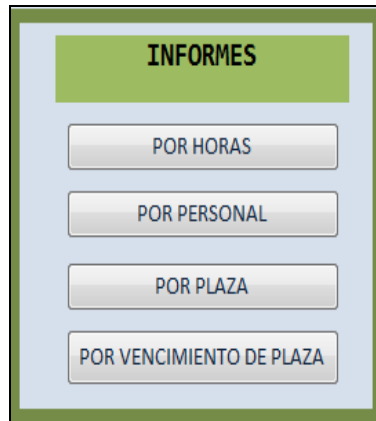 INFORMES
POR HORAS
POR PERSONAL
POR PLAZA
POR VENCIMIENTO DE PLAZA